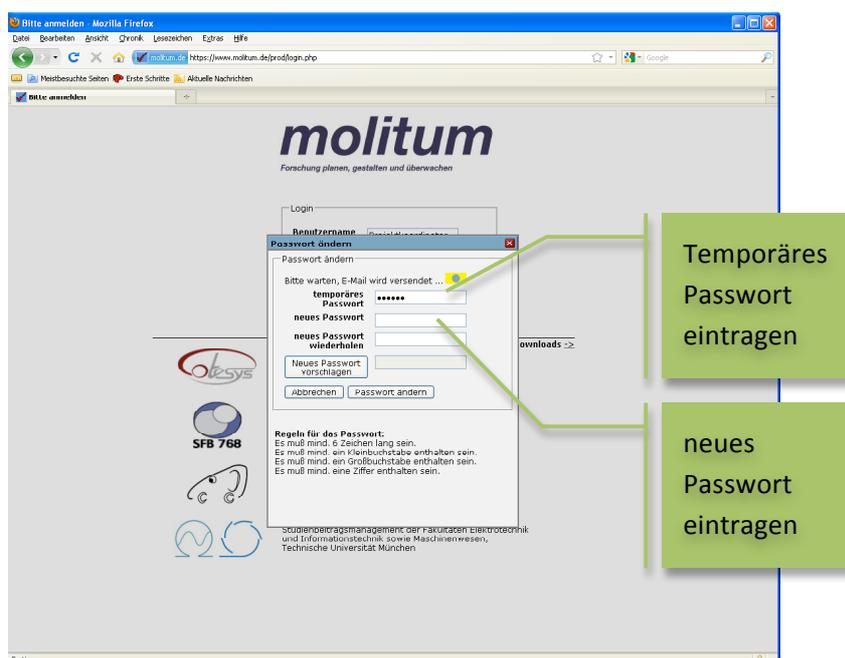 Bitte anmelden - Mozilla Firefox
Datei Bearbeiten Ansicht Chronik Lesezeichen Extras Hilfe
molitum.de https://www.molitum.de/prod/login.php
Google
Meistbesuchte Seiten Erste Schritte Aktuelle Nachrichten
Bitte anmelden
molitum
Forschung planen, gestalten und überwachen
Login
Benutzername Projektkoordinator
Passwort ändern
Passwort ändern
Bitte warten, E-Mail wird versendet ...
temporäres
Passwort
neues Passwort
neues Passwort
wiederholen
ownloads ->
Neues Passwort
vorschlagen
Abbrechen Passwort ändern
Regeln für das Passwort:
Es muß mind. 6 Zeichen lang sein.
Es muß mind. ein Kleinbuchstabe enthalten sein.
Es muß mind. ein Großbuchstabe enthalten sein.
Es muß mind. eine Ziffer enthalten sein.
Cotesys
SFB 768
Studienbeitragsmanagement der Fakultäten Elektrotechnik
und Informationstechnik sowie Maschinenwesen,
Technische Universität München
Temporäres
Passwort
eintragen
neues
Passwort
eintragen